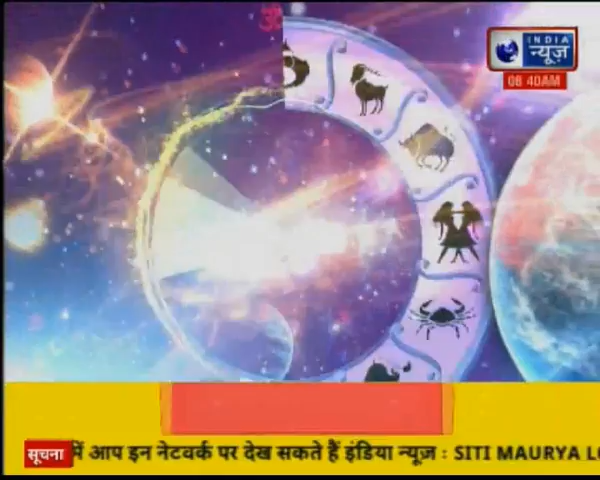 ॐ
INDIA
न्यूज़
08:40AM
सूचना में आप इन नेटवर्क पर देख सकते हैं इंडिया न्यूज़ : SITI MAURYA